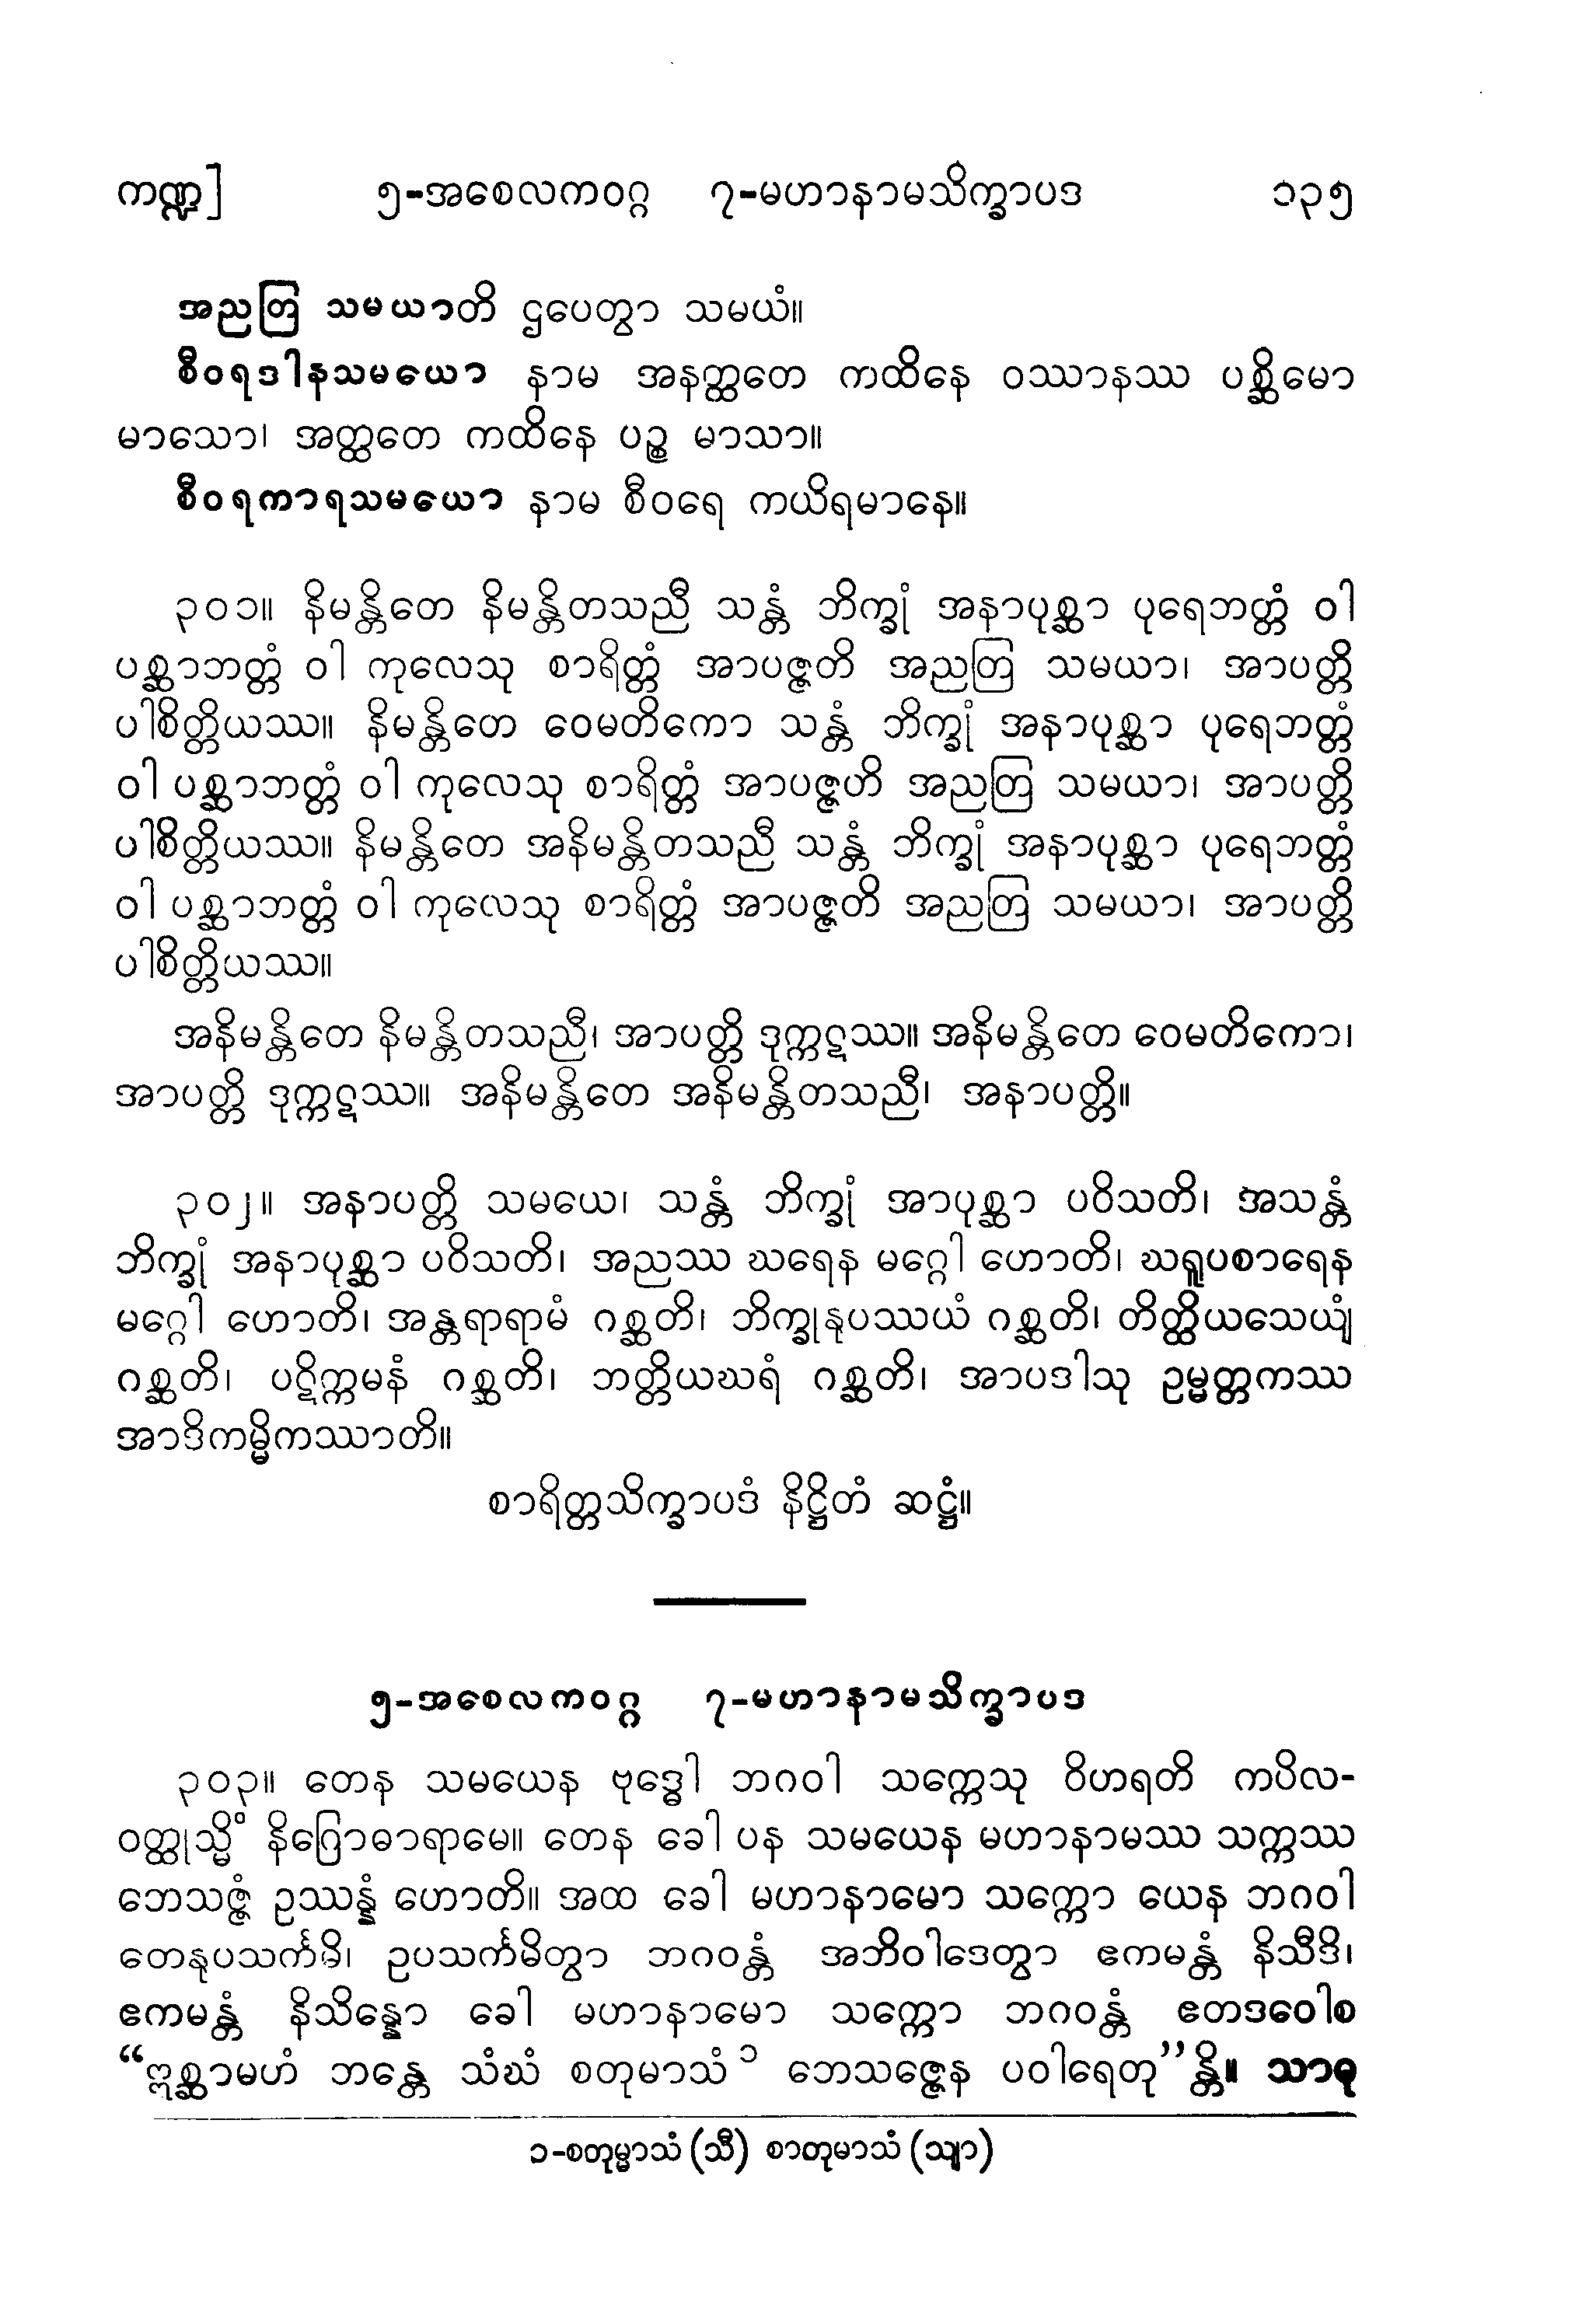 ကဏ္ဍ] ၅-အစေလကဝဂ္ဂ ၇-မဟာနာမသိက္ခာပဒ ၁၃၅
အညတြ သမယာတိ ဌပေတွာ သမယံ။
စီဝရဒါနသမယော နာမ အနတ္ထတေ ကထိနေ ဝဿာနဿ ပစ္ဆိမော
မာသော၊ အတ္ထတေ ကထိနေ ပဉ္စ မာသာ။
စီဝရကာရသမယော နာမ စီဝရေ ကယိရမာနေ။
၃၀၁။ နိမန္တိတေ နိမန္တိတသညီ သန္တံ ဘိက္ခုံ အနာပုစ္ဆာ ပုရေဘတ္တံ ဝါ
ပစ္ဆာဘတ္တံ ဝါ ကုလေသု စာရိတ္တံ အာပဇ္ဇတိ အညတြ သမယာ၊ အာပတ္တိ
ပါစိတ္တိယဿ။ နိမန္တိတေ ဝေမတိကော သန္တံ ဘိက္ခုံ အနာပုစ္ဆာ ပုရေဘတ္တံ
ဝါ ပစ္ဆာဘတ္တံ ဝါ ကုလေသု စာရိတ္တံ အာပဇ္ဇဟိ အညတြ သမယာ၊ အာပတ္တိ
ပါစိတ္တိယဿ။ နိမန္တိတေ အနိမန္တိတသညီ သန္တံ ဘိက္ခုံ အနာပုစ္ဆာ ပုရေဘတ္တံ
ဝါ ပစ္ဆာဘတ္တံ ဝါ ကုလေသု စာရိတ္တံ အာပဇ္ဇတိ အညတြ သမယာ၊ အာပတ္တိ
ပါစိတ္တိယဿ။
အနိမန္တိတေ နိမန္တိတသညီ၊ အာပတ္တိ ဒုက္ကဋဿ။ အနိမန္တိတေ ဝေမတိကော၊
အာပတ္တိ ဒုက္ကဋဿ။ အနိမန္တိတေ အနိမန္တိတသညီ၊ အနာပတ္တိ။
၃၀၂။ အနာပတ္တိ သမယေ၊ သန္တံ ဘိက္ခုံ အာပုစ္ဆာ ပဝိသတိ၊ အသန္တံ
ဘိက္ခုံ အနာပုစ္ဆာ ပဝိသတိ၊ အညဿ ဃရေန မဂ္ဂေါ ဟောတိ၊ ဃရူပစာရေန
မဂ္ဂေါ ဟောတိ၊ အန္တရာရာမံ ဂစ္ဆတိ၊ ဘိက္ခုနုပဿယံ ဂစ္ဆတိ၊ တိတ္ထိယသေယျံ
ဂစ္ဆတိ၊ ပဋိက္ကမနံ ဂစ္ဆတိ၊ ဘတ္တိယဃရံ ဂစ္ဆတိ၊ အာပဒါသု ဥမ္မတ္တကဿ
အာဒိကမ္မိကဿာတိ။
စာရိတ္တသိက္ခာပဒံ နိဋ္ဌိတံ ဆဋ္ဌံ။
၅-အစေလကဝဂ္ဂ ၇-မဟာနာမသိက္ခာပဒ
၃၀၃။ တေန သမယေန ဗုဒ္ဓေါ ဘဂဝါ သက္ကေသု ဝိဟရတိ ကပိလ-
ဝတ္ထုသ္မိံ နိဂြောဓာရာမေ။ တေန ခေါ ပန သမယေန မဟာနာမဿ သက္ကဿ
ဘေသဇ္ဇံ ဥဿန္နံ ဟောတိ။ အထ ခေါ မဟာနာမော သက္ကော ယေန ဘဂဝါ
တေနုပသင်္ကမိ၊ ဥပသင်္ကမိတွာ ဘဂဝန္တံ အဘိဝါဒေတွာ ဧကမန္တံ နိသီဒိ၊
ဧကမန္တံ နိသိန္နော ခေါ မဟာနာမော သက္ကော ဘဂဝန္တံ ဧတဒဝေါစ
“ဣစ္ဆာမဟံ ဘန္တေ သံဃံ စတုမာသံ ၁ ဘေသဇ္ဇေန ပဝါရေတု”န္တိ။ သာဓု
၁-စတုမ္မာသံ (သီ) စာတုမာသံ (သျာ)